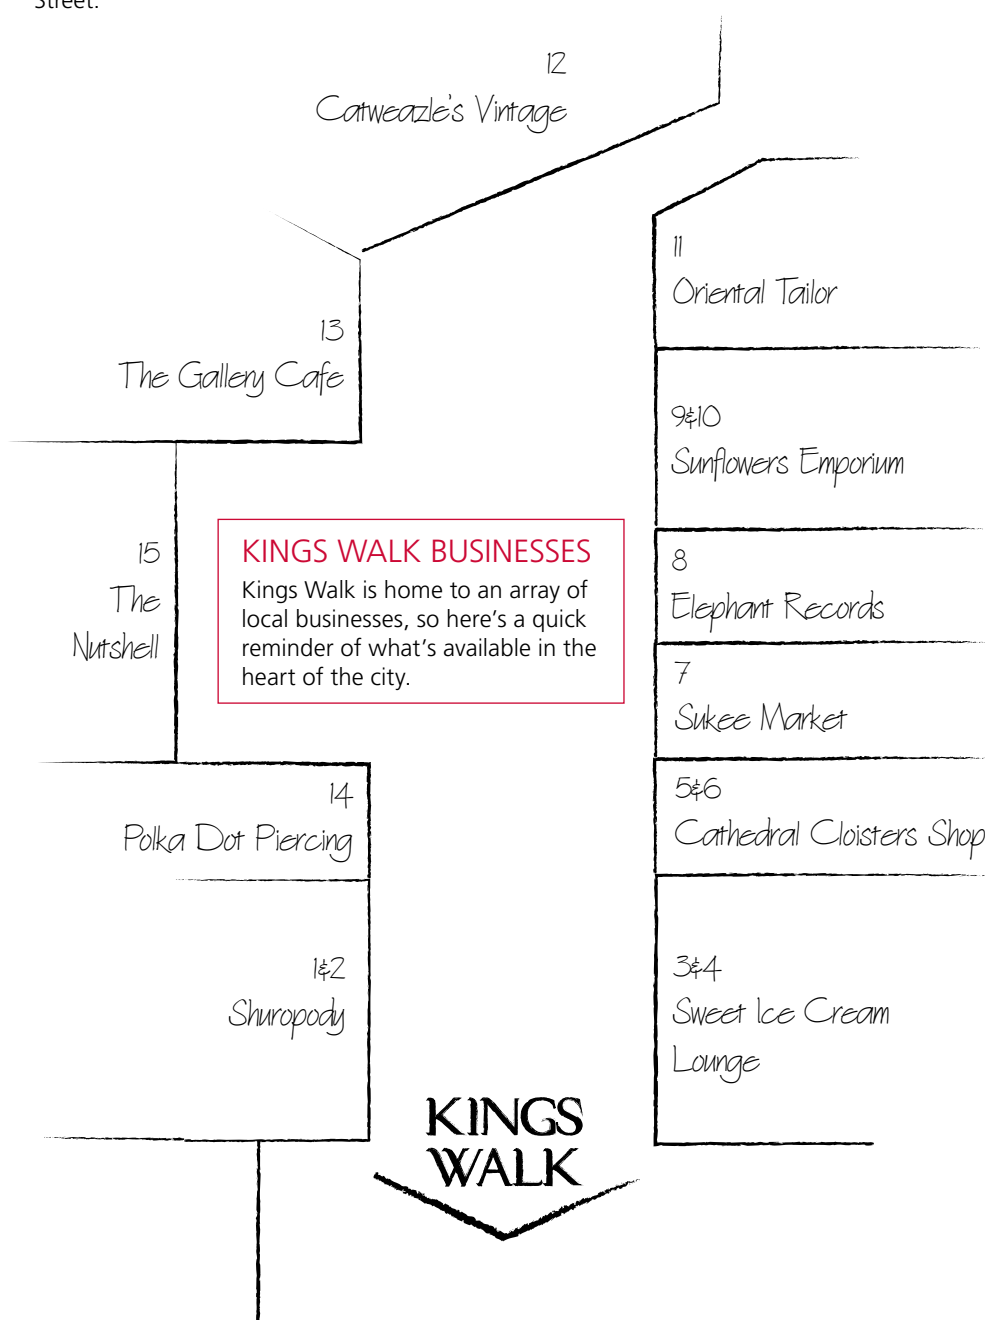 Street.
12
Catweazle's Vintage
11
Oriental Tailor
13
The Gallery Cafe
9&10
Sunflowers Emporium
15
The
Nutshell
KINGS WALK BUSINESSES
Kings Walk is home to an array of
local businesses, so here's a quick
reminder of what's available in the
heart of the city.
8
Elephant Records
7
Sukee Market
14
Polka Dot Piercing
5&6
Cathedral Cloisters Shop
1&2
Shuropody
3&4
Sweet Ice Cream
Lounge
KINGS
WALK